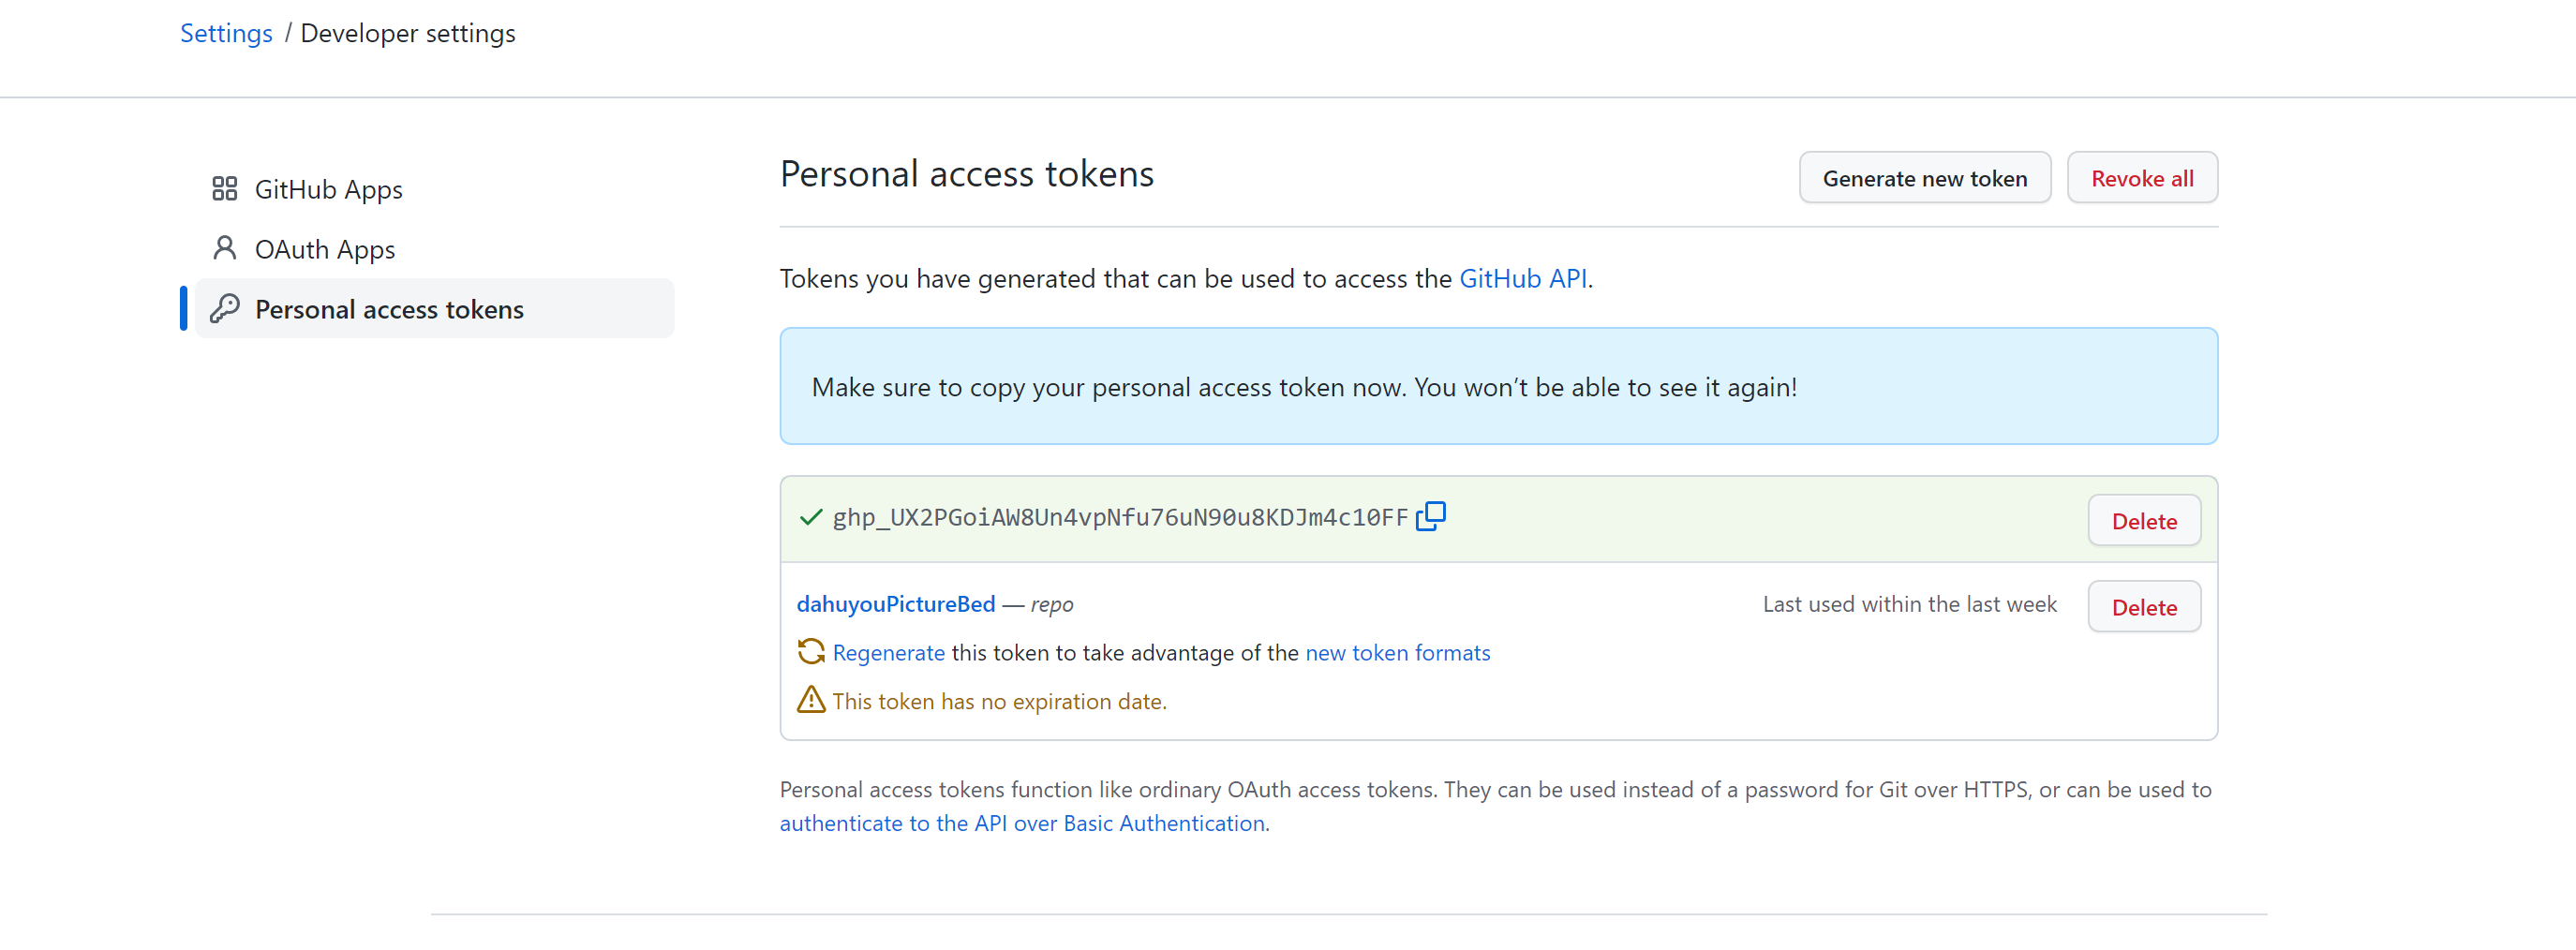 Settings / Developer settings
GitHub Apps
OAuth Apps
Personal access tokens
Personal access tokens
Generate new token
Revoke all
Tokens you have generated that can be used to access the GitHub API.
Make sure to copy your personal access token now. You won’t be able to see it again!
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
Delete
dahuyouPictureBed — repo
Last used within the last week
Delete
Regenerate this token to take advantage of the new token formats
This token has no expiration date.
Personal access tokens function like ordinary OAuth access tokens. They can be used instead of a password for Git over HTTPS, or can be used to
authenticate to the API over Basic Authentication.